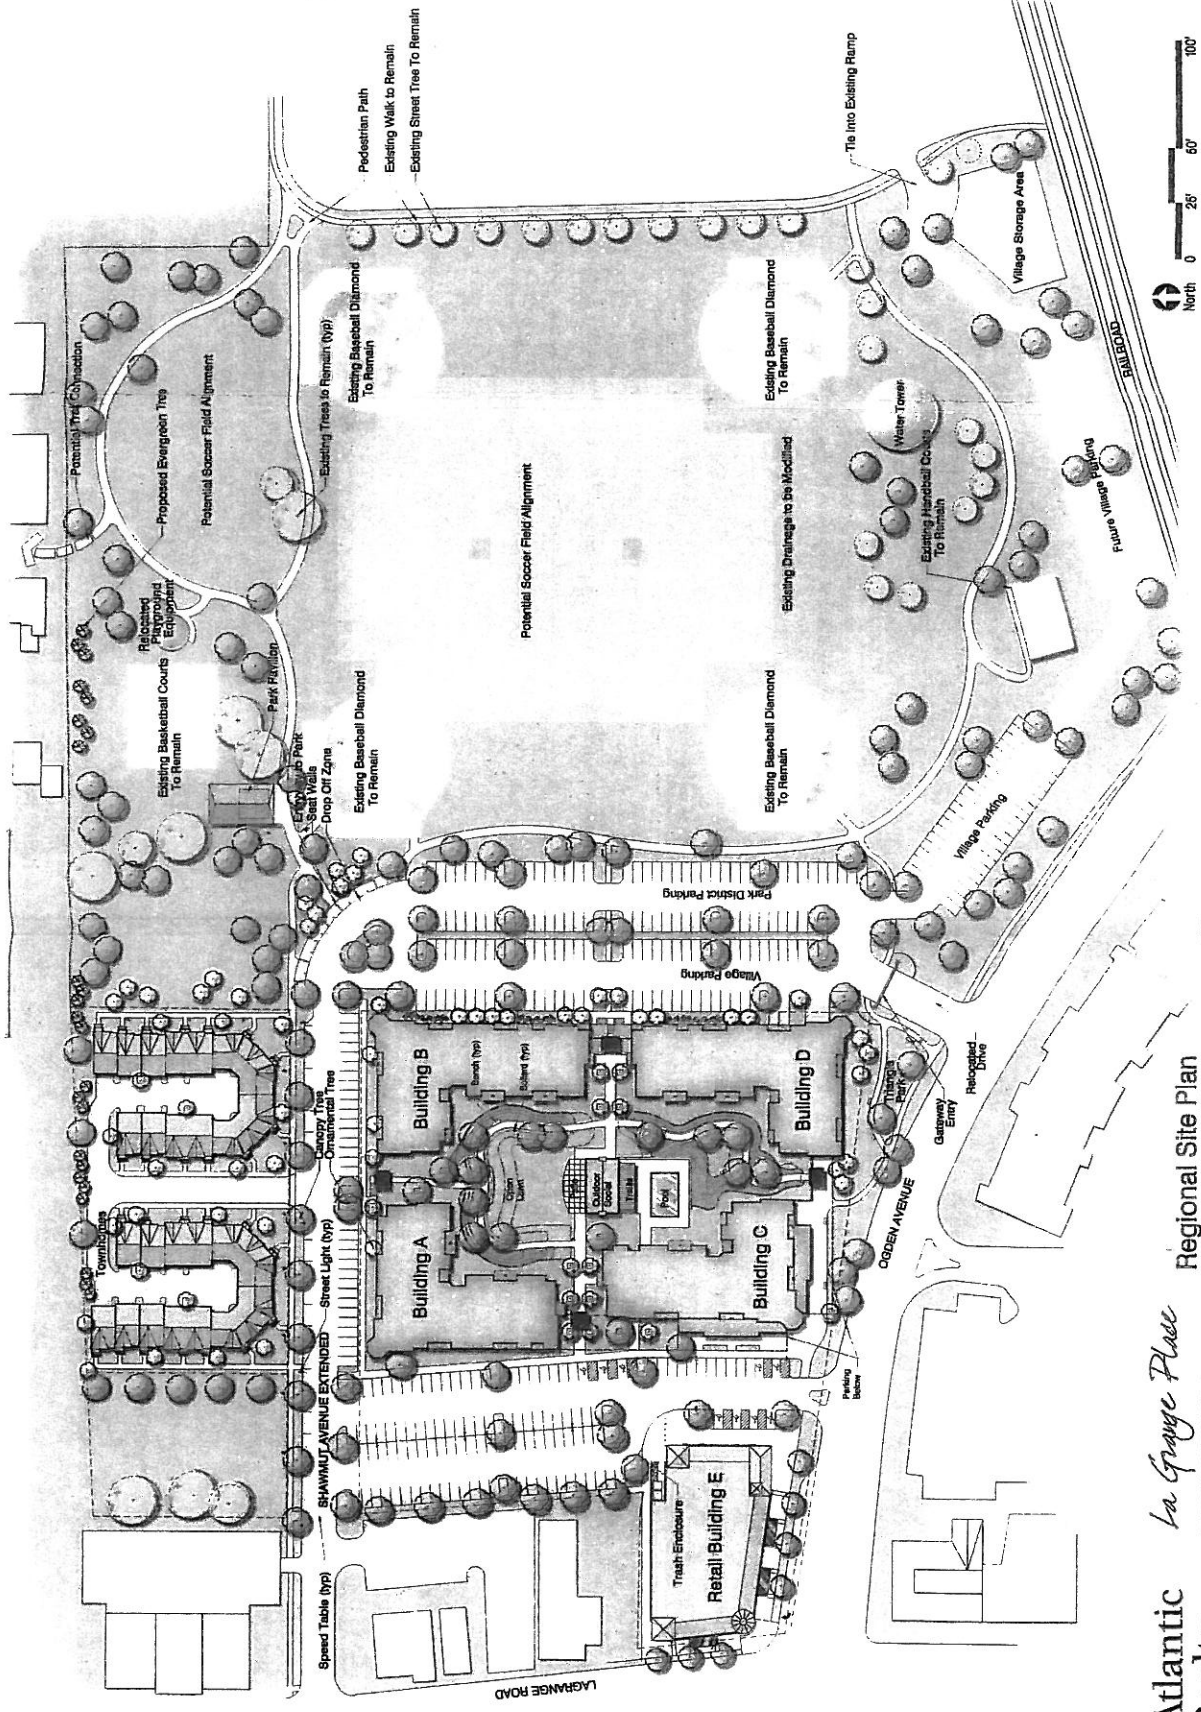 Potential Trail Connection
Proposed Evergreen Tree
Potential Soccer Field Alignment
Relocated
Playground
Equipment
Existing Basketball Courts
To Remain
Park Pavilion
Pedestrian Path
Existing Walk to Remain
Existing Street Tree To Remain
Existing Trees to Remain (typ)
Existing Baseball Diamond
To Remain
Entryway to Park
Seat Walls
Drop Off Zone
Existing Baseball Diamond
To Remain
Potential Soccer Field Alignment
Existing Drainage to be Modified
Existing Baseball Diamond
To Remain
Existing Baseball Diamond
To Remain
Water Tower
Existing Handball Courts
To Remain
Tie Into Existing Ramp
Village Storage Area
RAILROAD
Future Village Parking
Village Parking
Park District Parking
Village Parking
Townhomes
Canopy Tree
Ornamental Tree
Street Light (typ)
SHAWMUT AVENUE EXTENDED
Speed Table (typ)
Building A
Building B
Bench (typ)
Bollard (typ)
Open
Lawn
Outdoor
Social
Pool
Building C
Building D
Parking
Below
Trash Enclosure
Retail Building E
LAGRANGE ROAD
OGDEN AVENUE
Triangle
Park
Gateway
Entry
Relocated
Drive
North
0 25' 50' 100'
Atlantic
La Grange Place
Regional Site Plan